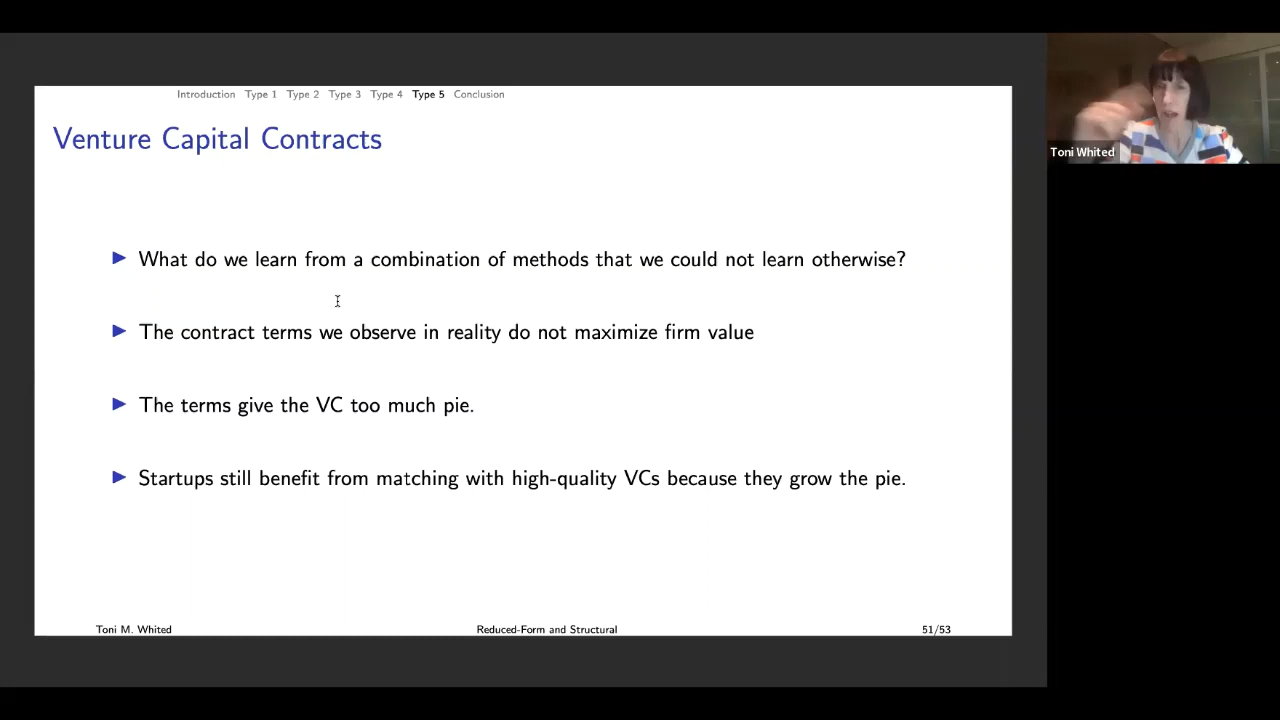 Introduction Type 1 Type 2 Type 3 Type 4 Type 5 Conclusion
Venture Capital Contracts
What do we learn from a combination of methods that we could not learn otherwise?
The contract terms we observe in reality do not maximize firm value
The terms give the VC too much pie.
Startups still benefit from matching with high-quality VCs because they grow the pie.
Toni M. Whited Reduced-Form and Structural 51/53
Toni Whited